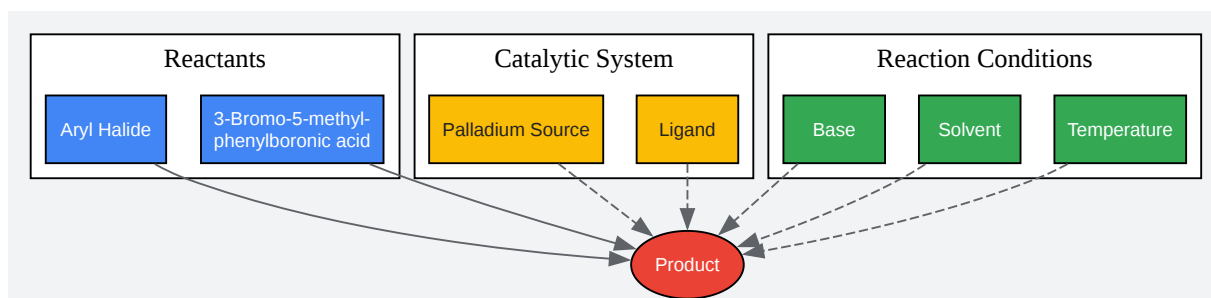 Reactants
Catalytic System
Reaction Conditions
Aryl Halide
3-Bromo-5-methyl-
phenylboronic acid
Palladium Source
Ligand
Base
Solvent
Temperature
Product